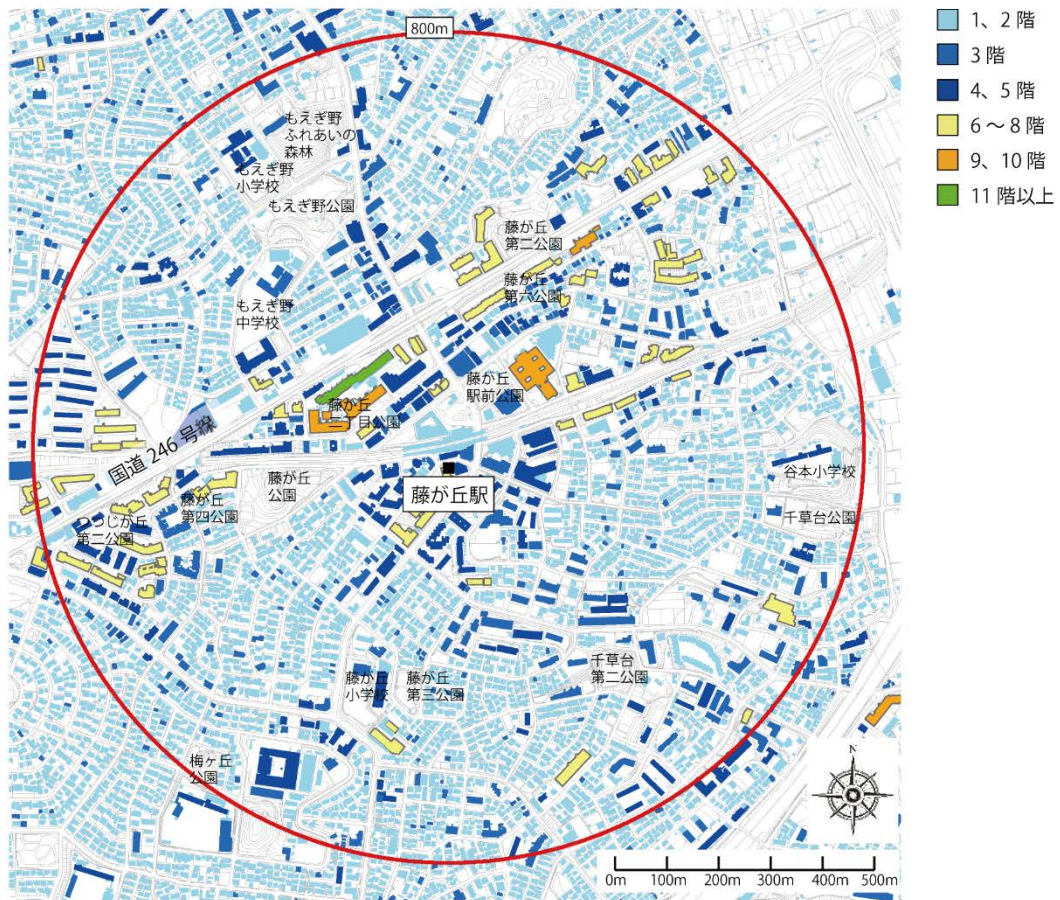 800m
1、2 階
3 階
4、5 階
6～8 階
9、10 階
11 階以上
もえぎ野
ふれあいの
森林
もえぎ野
小学校
もえぎ野公園
藤が丘
第二公園
藤が丘
第六公園
もえぎ野
中学校
藤が丘
駅前公園
藤が丘
二丁目公園
国道 246 号線
藤が丘
公園
藤が丘駅
谷本小学校
千草台公園
藤が丘
第四公園
つつじが丘
第二公園
千草台
第二公園
藤が丘
小学校
藤が丘
第三公園
梅ヶ丘
公園
N
0m 100m 200m 300m 400m 500m